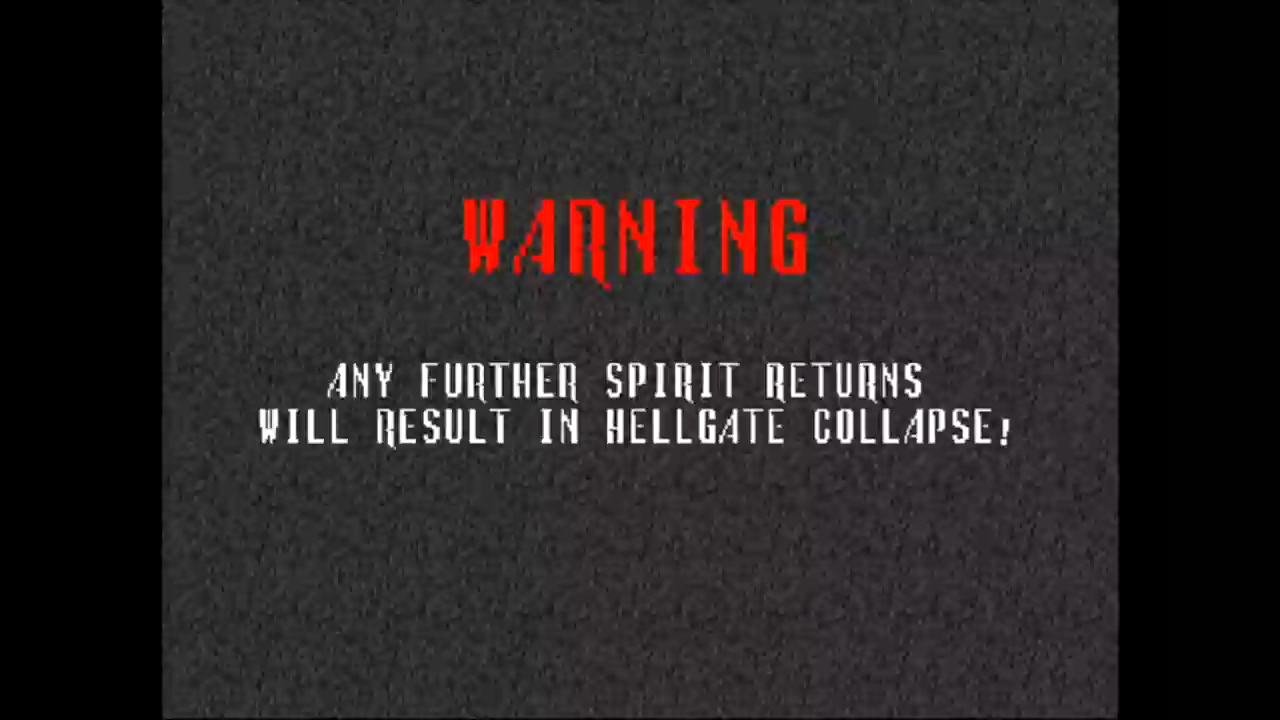 WARNING
ANY FURTHER SPIRIT RETURNS
WILL RESULT IN HELLGATE COLLAPSE!